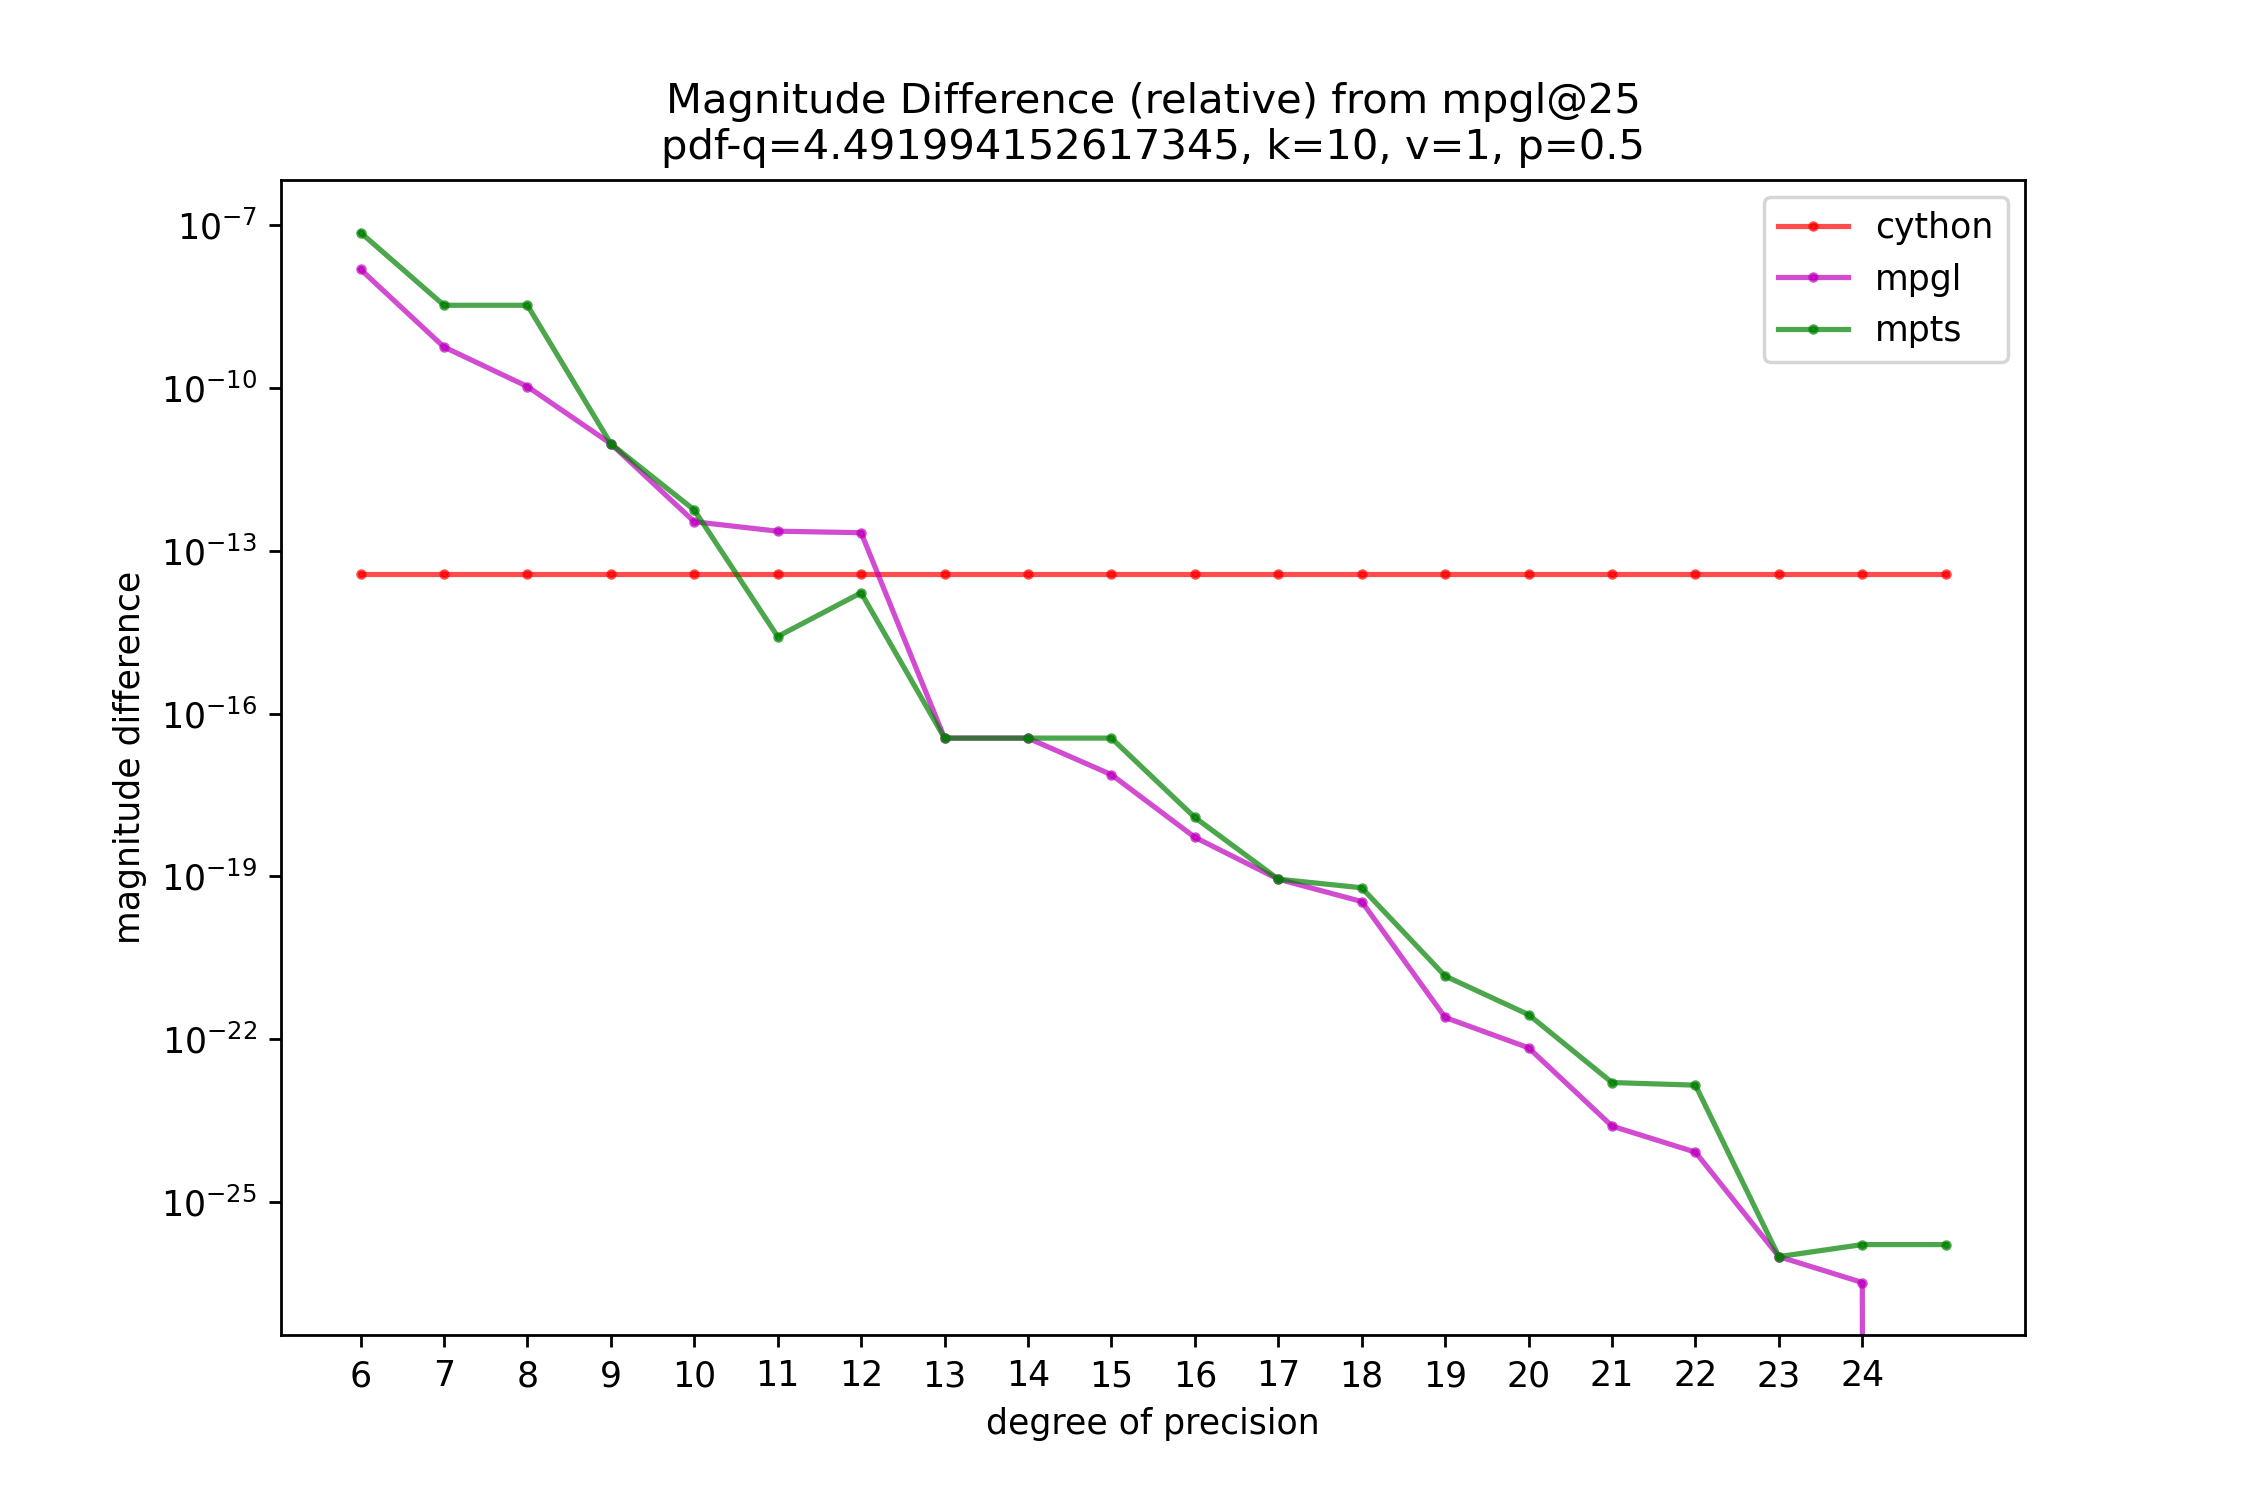 Magnitude Difference (relative) from mpgl@25
pdf-q=4.491994152617345, k=10, v=1, p=0.5
cython
mpgl
mpts
magnitude difference
10⁻⁷
10⁻¹⁰
10⁻¹³
10⁻¹⁶
10⁻¹⁹
10⁻²²
10⁻²⁵
6 7 8 9 10 11 12 13 14 15 16 17 18 19 20 21 22 23 24
degree of precision